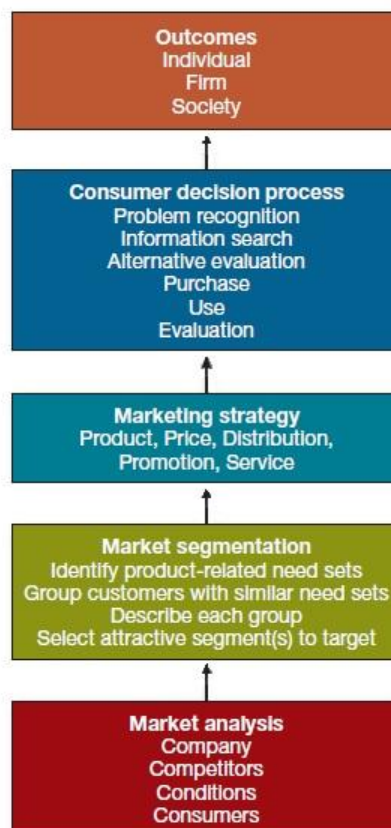 Outcomes
Individual
Firm
Society
Consumer decision process
Problem recognition
Information search
Alternative evaluation
Purchase
Use
Evaluation
Marketing strategy
Product, Price, Distribution,
Promotion, Service
Market segmentation
Identify product-related need sets
Group customers with similar need sets
Describe each group
Select attractive segment(s) to target
Market analysis
Company
Competitors
Conditions
Consumers